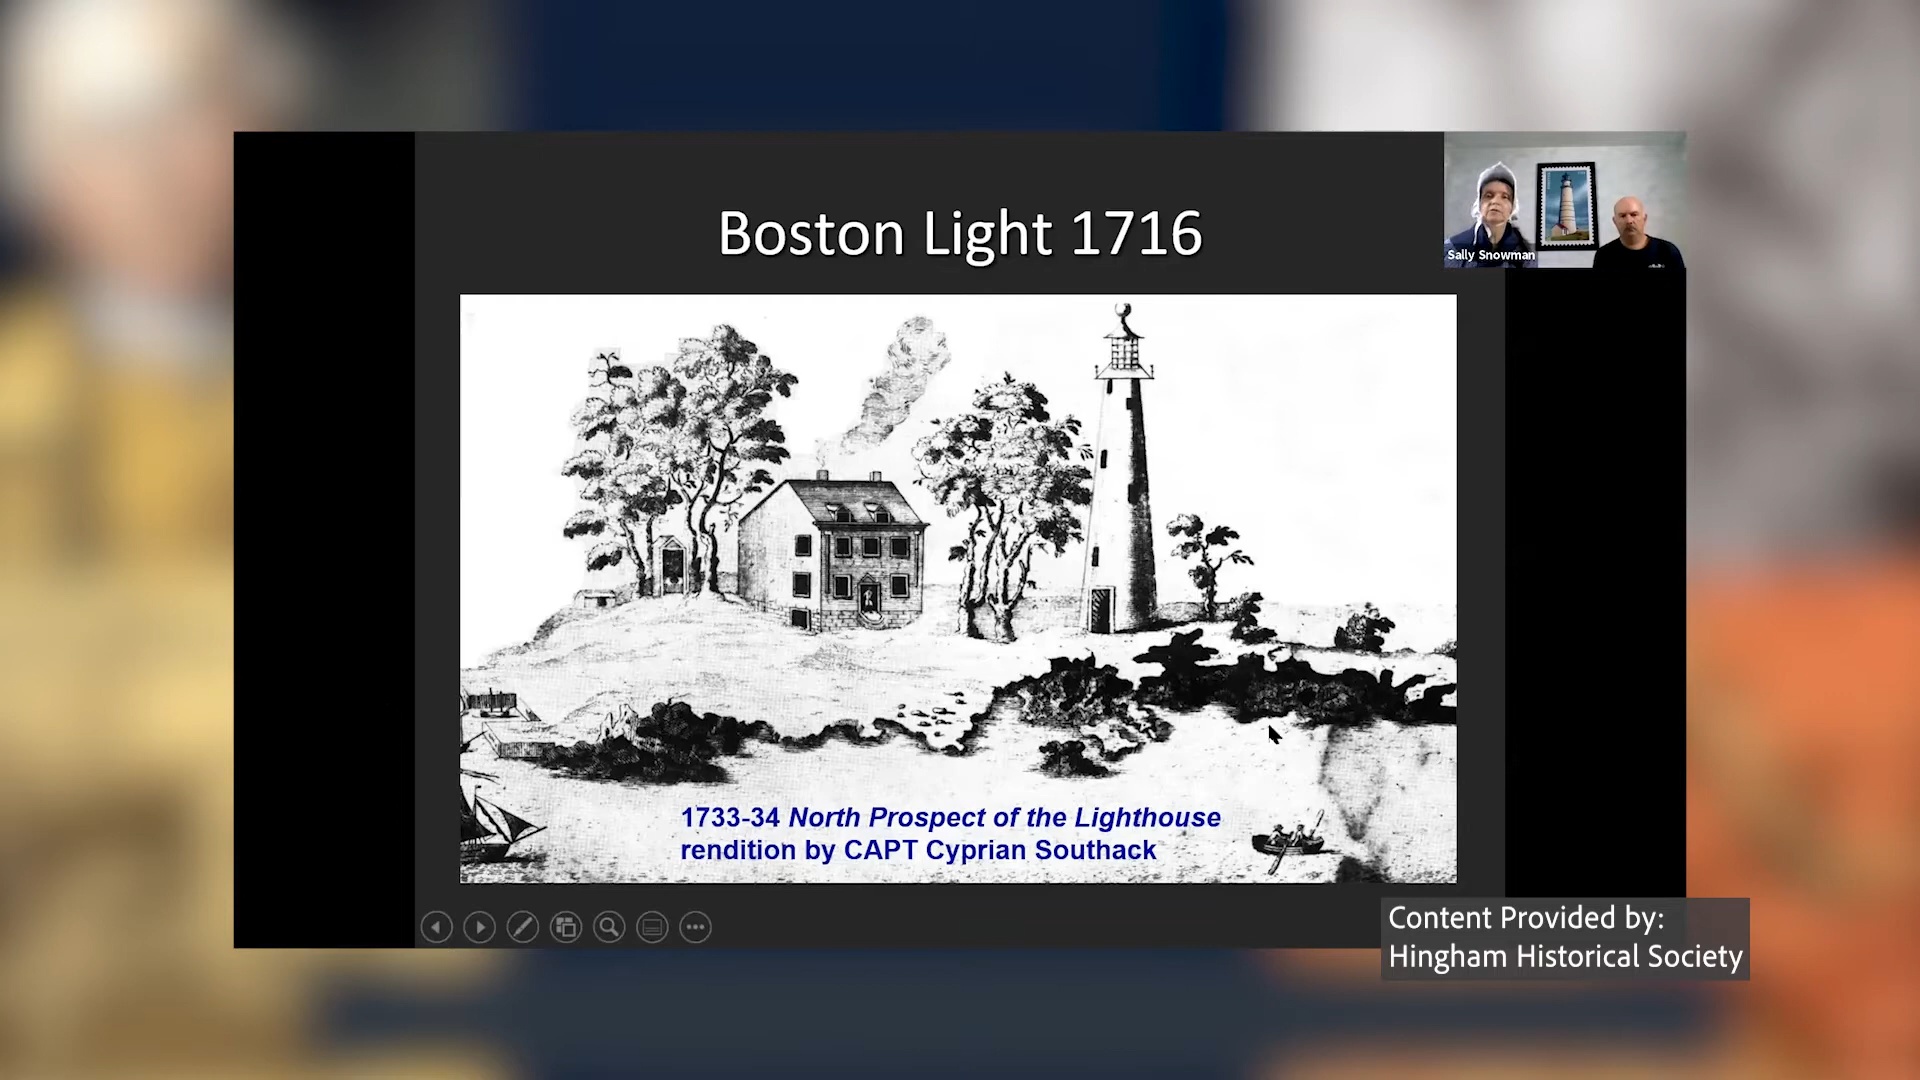 Boston Light 1716
Sally Snowman
1733-34 North Prospect of the Lighthouse
rendition by CAPT Cyprian Southack
Content Provided by:
Hingham Historical Society